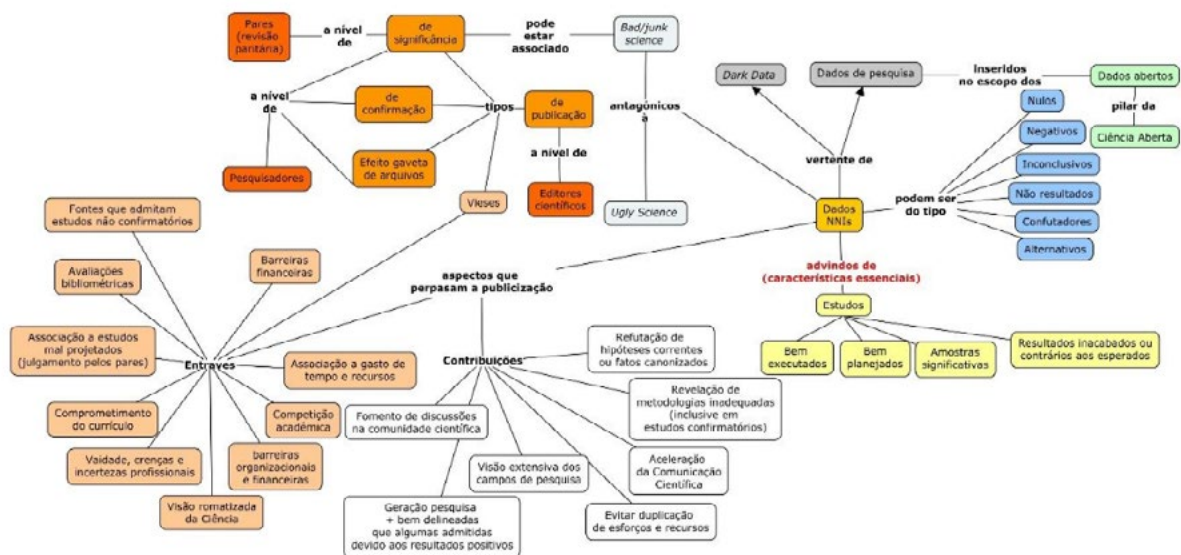 Pares
(revisão
paritária)
a nível
de
de
significância
pode
estar
associado
Bad/junk
science
Dark Data
Dados de pesquisa
inseridos
no escopo dos
Dados abertos
pilar da
Ciência Aberta
a nível
de
de
confirmação
tipos
de
publicação
antagónicos
à
Nulos
Negativos
Inconclusivos
Não resultados
Confutadores
Alternativos
Efeito gaveta
de arquivos
a nível de
vertente de
Pesquisadores
Vieses
Editores
científicos
Ugly Science
Dados
NNIs
podem ser
do tipo
Fontes que admitam
estudos não confirmatórios
Avaliações
bibliométricas
Barreiras
financeiras
aspectos que
perpasam a publicização
advindos de
(características essenciais)
Estudos
Bem
executados
Bem
planejados
Amostras
significativas
Resultados inacabados ou
contrários aos esperados
Associação a estudos
mal projetados
(julgamento pelos pares)
Entraves
Associação a gasto de
tempo e recursos
Contribuições
Refutação de
hipóteses correntes
ou fatos canonizados
Revelação de
metodologias inadequadas
(inclusive em
estudos confirmatórios)
Comprometimento
do currículo
Competição
acadêmica
Fomento de discussões
na comunidade científica
Vaidade, crenças e
incertezas profissionais
barreiras
organizacionais
e financeiras
Visão extensiva dos
campos de pesquisa
Aceleração
da Comunicação
Científica
Visão romatizada
da Ciência
Geração pesquisa
+ bem delineadas
que algumas admitidas
devido aos resultados positivos
Evitar duplicação
de esforços e recursos